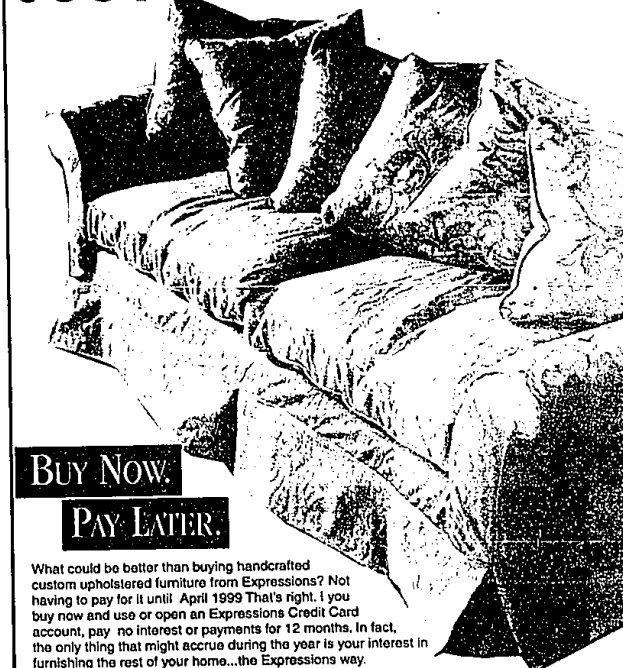 BUY NOW.
PAY LATER.
What could be better than buying handcrafted
custom upholstered furniture from Expressions? Not
having to pay for it until April 1999 That's right. I you
buy now and use or open an Expressions Credit Card
account, pay no interest or payments for 12 months. In fact,
the only thing that might accrue during the year is your interest in
furnishing the rest of your home...the Expressions way.